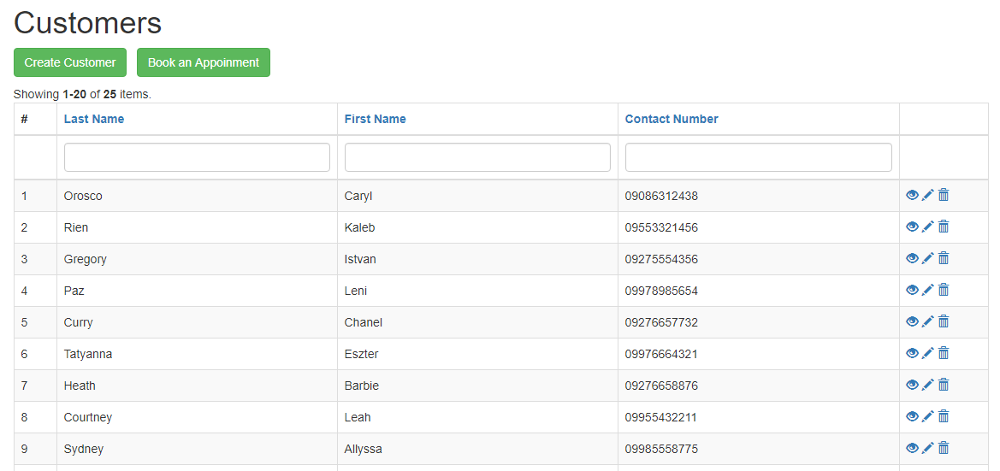 Customers
Create Customer Book an Appoinment
Showing 1-20 of 25 items.
# Last Name First Name Contact Number
1 Orosco Caryl 09086312438
2 Rien Kaleb 09553321456
3 Gregory Istvan 09275554356
4 Paz Leni 09978985654
5 Curry Chanel 09276657732
6 Tatyanna Eszter 09976664321
7 Heath Barbie 09276658876
8 Courtney Leah 09955432211
9 Sydney Allyssa 09985558775